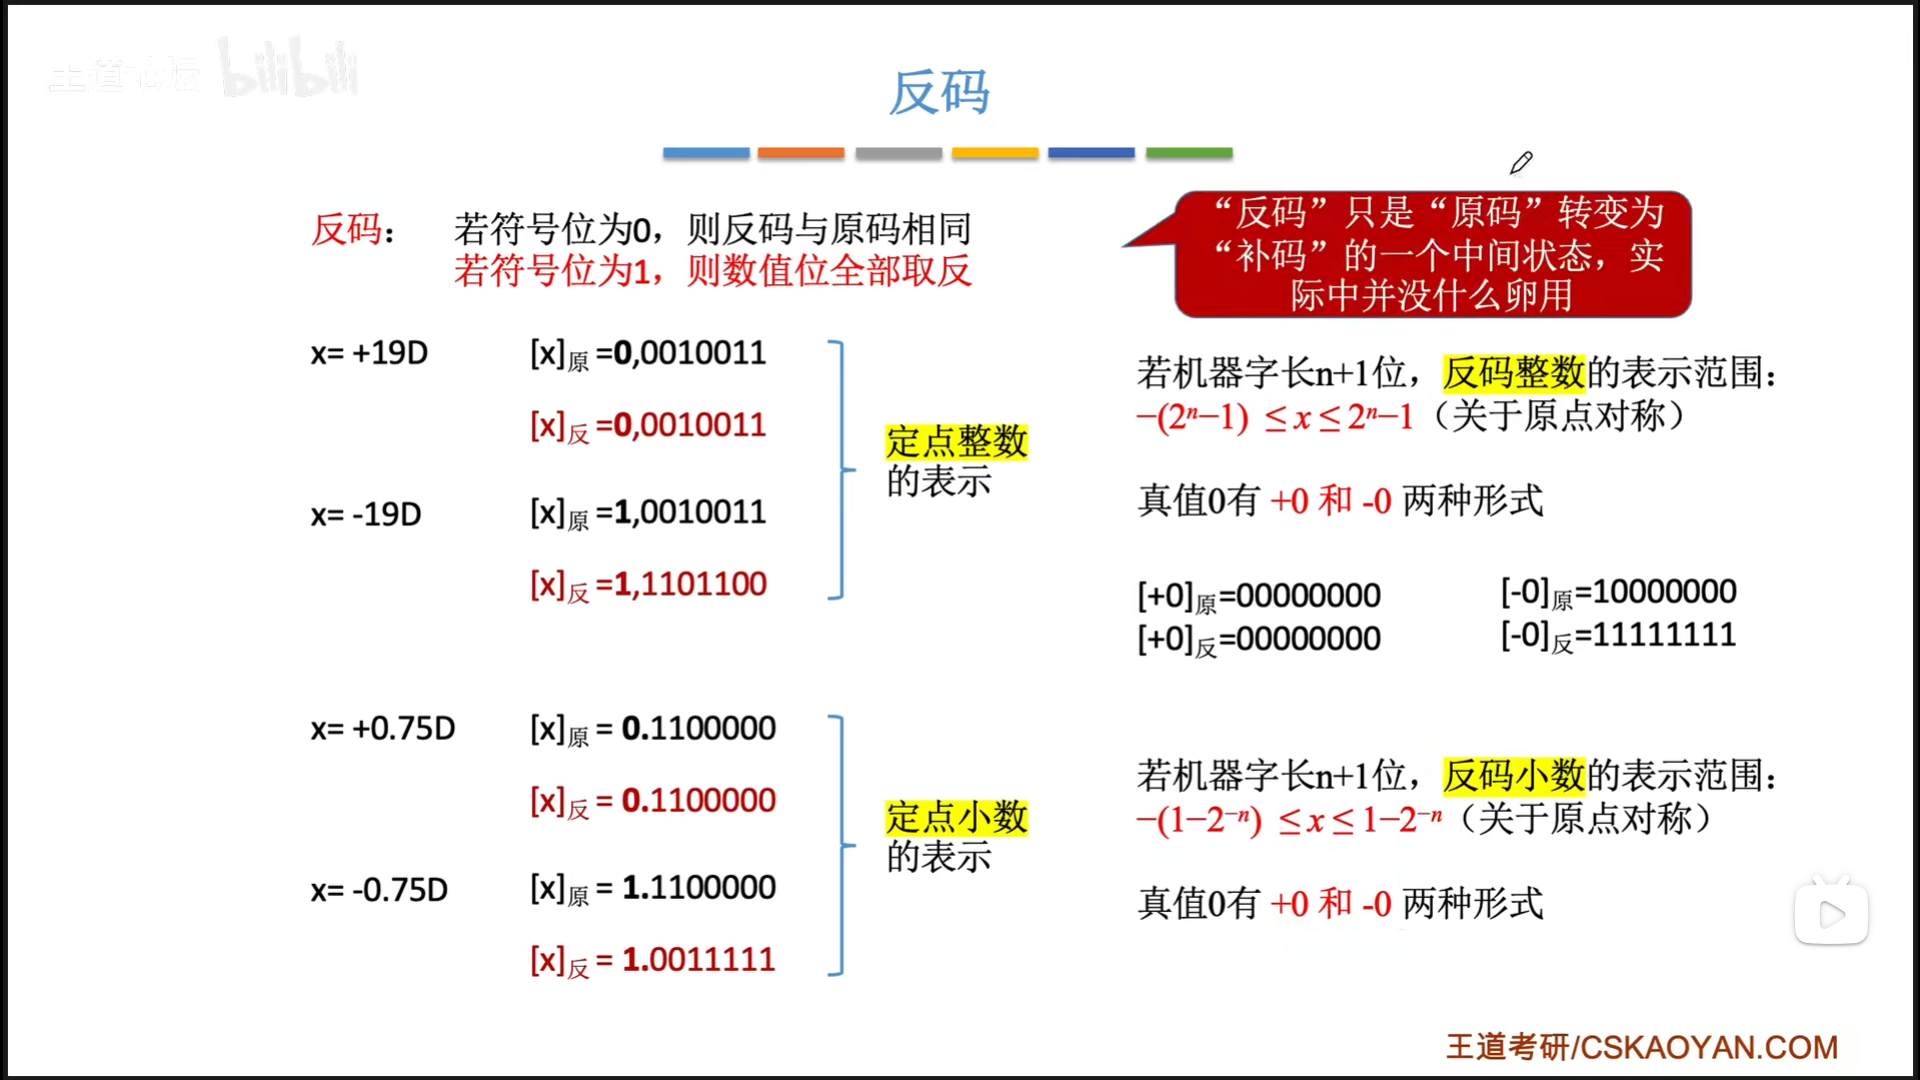 王道论坛 bilibili
反码
反码： 若符号位为0，则反码与原码相同
若符号位为1，则数值位全部取反
“反码”只是“原码”转变为
“补码”的一个中间状态，实
际中并没什么卵用
x= +19D [x]原 =0,0010011
[x]反 =0,0010011
x= -19D [x]原 =1,0010011
[x]反 =1,1101100
定点整数
的表示
x= +0.75D [x]原 = 0.1100000
[x]反 = 0.1100000
x= -0.75D [x]原 = 1.1100000
[x]反 = 1.0011111
定点小数
的表示
若机器字长n+1位，反码整数的表示范围：
−(2ⁿ−1) ≤ x ≤ 2ⁿ−1（关于原点对称）
真值0有 +0 和 -0 两种形式
[+0]原=00000000 [-0]原=10000000
[+0]反=00000000 [-0]反=11111111
若机器字长n+1位，反码小数的表示范围：
−(1−2⁻ⁿ) ≤ x ≤ 1−2⁻ⁿ（关于原点对称）
真值0有 +0 和 -0 两种形式
王道考研/CSKAOYAN.COM